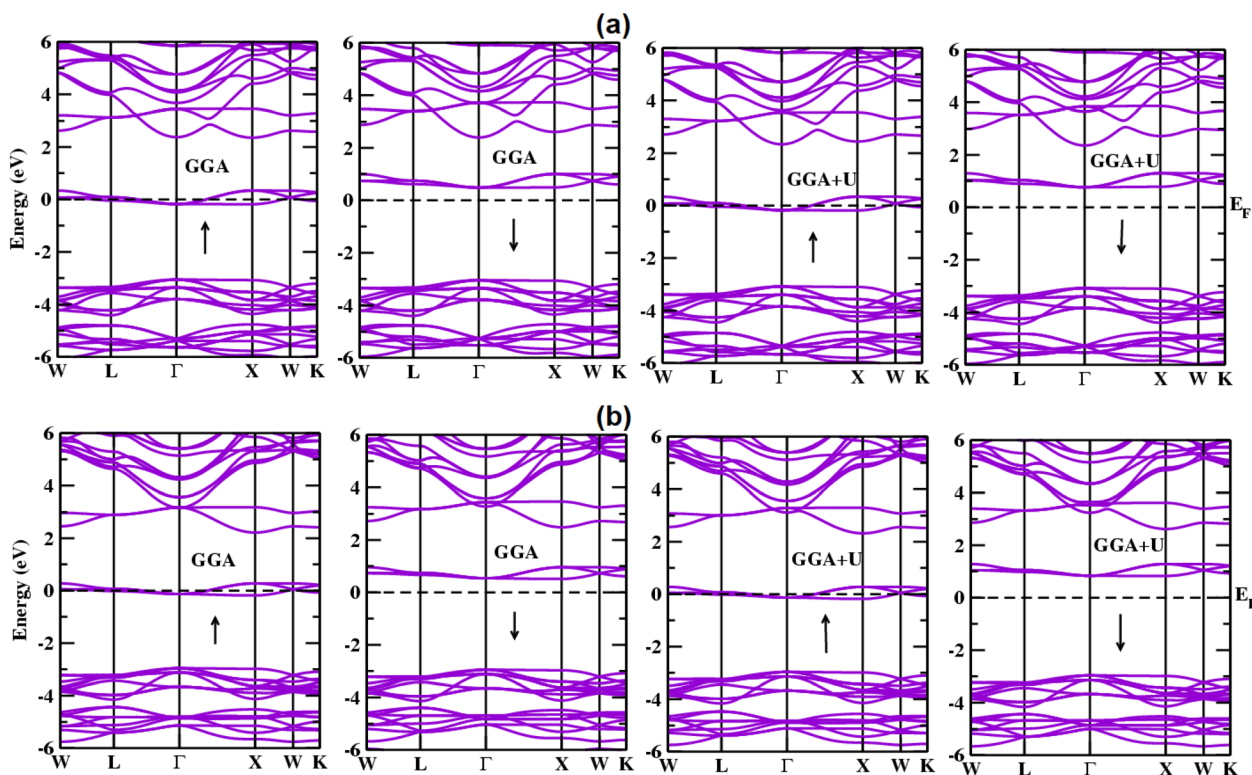 (a)
6 6 6 6
4 4 4 4
2 GGA 2 GGA 2 GGA+U 2 GGA+U
Energy (eV)
0 0 0 0 E_F
-2 -2 -2 -2
-4 -4 -4 -4
-6 -6 -6 -6
W L Γ X W K W L Γ X W K W L Γ X W K W L Γ X W K
(b)
6 6 6 6
4 4 4 4
2 GGA 2 GGA 2 GGA+U 2 GGA+U
Energy (eV)
0 0 0 0
-2 -2 -2 -2
-4 -4 -4 -4
-6 -6 -6 -6
W L Γ X W K W L Γ X W K W L Γ X W K W L Γ X W K